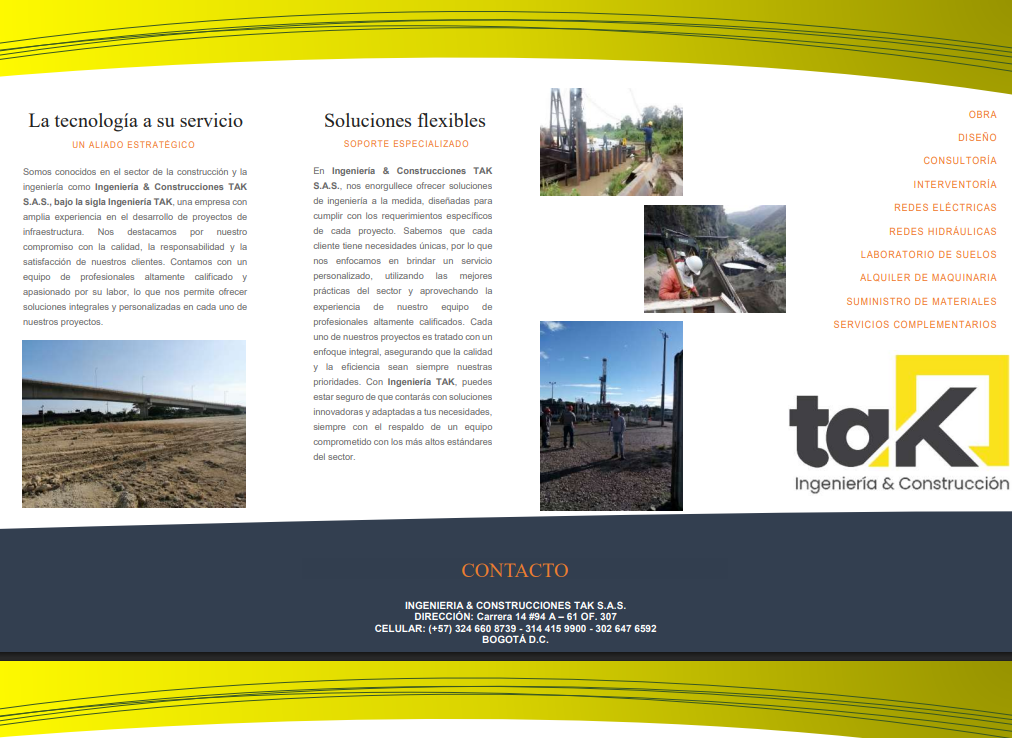 La tecnología a su servicio
UN ALIADO ESTRATÉGICO
Somos conocidos en el sector de la construcción y la
ingeniería como Ingeniería & Construcciones TAK
S.A.S., bajo la sigla Ingeniería TAK, una empresa con
amplia experiencia en el desarrollo de proyectos de
infraestructura. Nos destacamos por nuestro
compromiso con la calidad, la responsabilidad y la
satisfacción de nuestros clientes. Contamos con un
equipo de profesionales altamente calificado y
apasionado por su labor, lo que nos permite ofrecer
soluciones integrales y personalizadas en cada uno de
nuestros proyectos.
Soluciones flexibles
SOPORTE ESPECIALIZADO
En Ingeniería & Construcciones TAK
S.A.S., nos enorgullece ofrecer soluciones
de ingeniería a la medida, diseñadas para
cumplir con los requerimientos específicos
de cada proyecto. Sabemos que cada
cliente tiene necesidades únicas, por lo que
nos enfocamos en brindar un servicio
personalizado, utilizando las mejores
prácticas del sector y aprovechando la
experiencia de nuestro equipo de
profesionales altamente calificados. Cada
uno de nuestros proyectos es tratado con un
enfoque integral, asegurando que la calidad
y la eficiencia sean siempre nuestras
prioridades. Con Ingeniería TAK, puedes
estar seguro de que contarás con soluciones
innovadoras y adaptadas a tus necesidades,
siempre con el respaldo de un equipo
comprometido con los más altos estándares
del sector.
OBRA
DISEÑO
CONSULTORÍA
INTERVENTORÍA
REDES ELÉCTRICAS
REDES HIDRÁULICAS
LABORATORIO DE SUELOS
ALQUILER DE MAQUINARIA
SUMINISTRO DE MATERIALES
SERVICIOS COMPLEMENTARIOS
taK
Ingeniería & Construcción
CONTACTO
INGENIERIA & CONSTRUCCIONES TAK S.A.S.
DIRECCIÓN: Carrera 14 #94 A – 61 OF. 307
CELULAR: (+57) 324 660 8739 - 314 415 9900 - 302 647 6592
BOGOTÁ D.C.